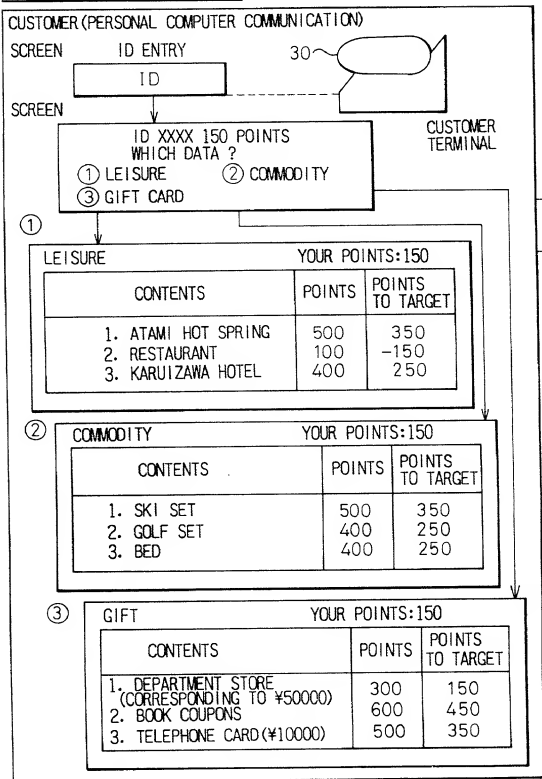 CUSTOMER(PERSONAL COMPUTER COMMUNICATION)
SCREEN ID ENTRY 30
ID
SCREEN
CUSTOMER
TERMINAL
ID XXXX 150 POINTS
WHICH DATA ?
① LEISURE ② COMMODITY
③ GIFT CARD
①
LEISURE YOUR POINTS:150
CONTENTS POINTS POINTS
TO TARGET
1. ATAMI HOT SPRING 500 350
2. RESTAURANT 100 -150
3. KARUIZAWA HOTEL 400 250
②
COMMODITY YOUR POINTS:150
CONTENTS POINTS POINTS
TO TARGET
1. SKI SET 500 350
2. GOLF SET 400 250
3. BED 400 250
③
GIFT YOUR POINTS:150
CONTENTS POINTS POINTS
TO TARGET
1. DEPARTMENT STORE
(CORRESPONDING TO ¥50000) 300 150
2. BOOK COUPONS 600 450
3. TELEPHONE CARD(¥10000) 500 350